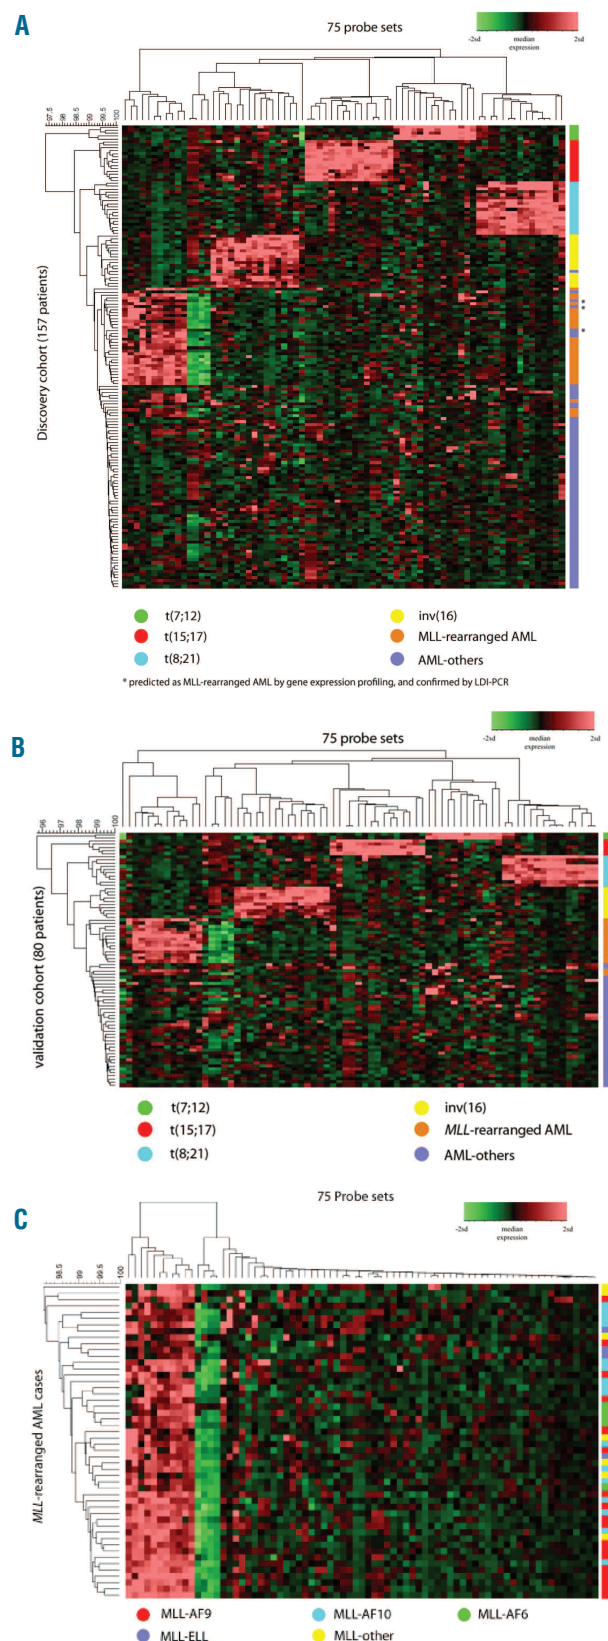 A
75 probe sets
-2sd median 2sd
expression
97.5 98 98.5 99 99.5 100
Discovery cohort (157 patients)
*
*
*
t(7;12)
t(15;17)
t(8;21)
inv(16)
MLL-rearranged AML
AML-others
* predicted as MLL-rearranged AML by gene expression profiling, and confirmed by LDI-PCR
B
75 probe sets
-2sd median 2sd
expression
96 97 98 99 100
validation cohort (80 patients)
t(7;12)
t(15;17)
t(8;21)
inv(16)
MLL-rearranged AML
AML-others
C
75 Probe sets
-2sd median 2sd
expression
98.5 99 99.5 100
MLL-rearranged AML cases
MLL-AF9
MLL-AF10
MLL-AF6
MLL-ELL
MLL-other